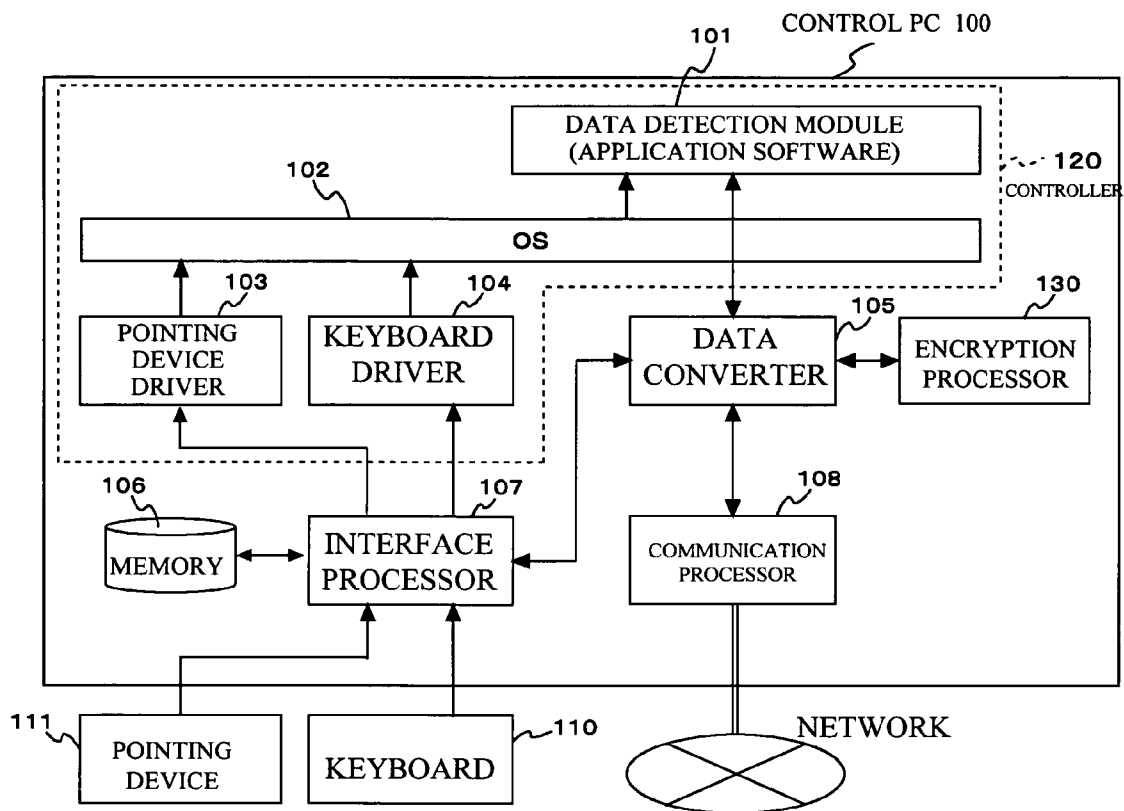 CONTROL PC 100
101
DATA DETECTION MODULE
(APPLICATION SOFTWARE)
120
CONTROLLER
102
OS
103
POINTING
DEVICE
DRIVER
104
KEYBOARD
DRIVER
105
DATA
CONVERTER
130
ENCRYPTION
PROCESSOR
106
MEMORY
107
INTERFACE
PROCESSOR
108
COMMUNICATION
PROCESSOR
111
POINTING
DEVICE
110
KEYBOARD
NETWORK